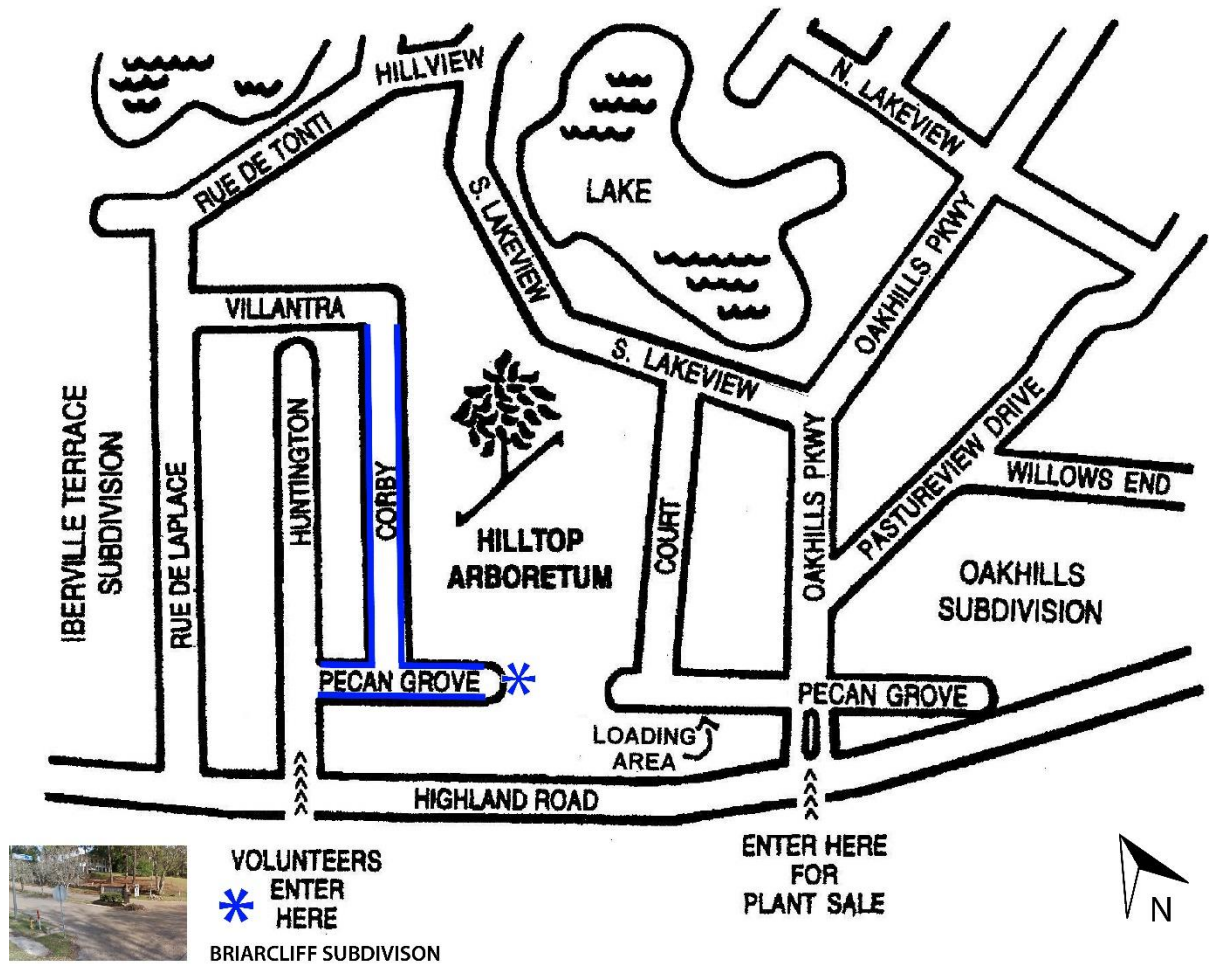 HILLVIEW
N. LAKEVIEW
RUE DE TONTI
LAKE
S. LAKEVIEW
OAKHILLS PKWY
VILLANTRA
S. LAKEVIEW
IBERVILLE TERRACE
SUBDIVISION
RUE DE LAPLACE
HUNTINGTON
CORBY
HILLTOP
ARBORETUM
COURT
OAKHILLS PKWY
PASTUREVIEW DRIVE
WILLOWS END
OAKHILLS
SUBDIVISION
PECAN GROVE
PECAN GROVE
LOADING
AREA
HIGHLAND ROAD
VOLUNTEERS
ENTER
HERE
BRIARCLIFF SUBDIVISON
ENTER HERE
FOR
PLANT SALE
N